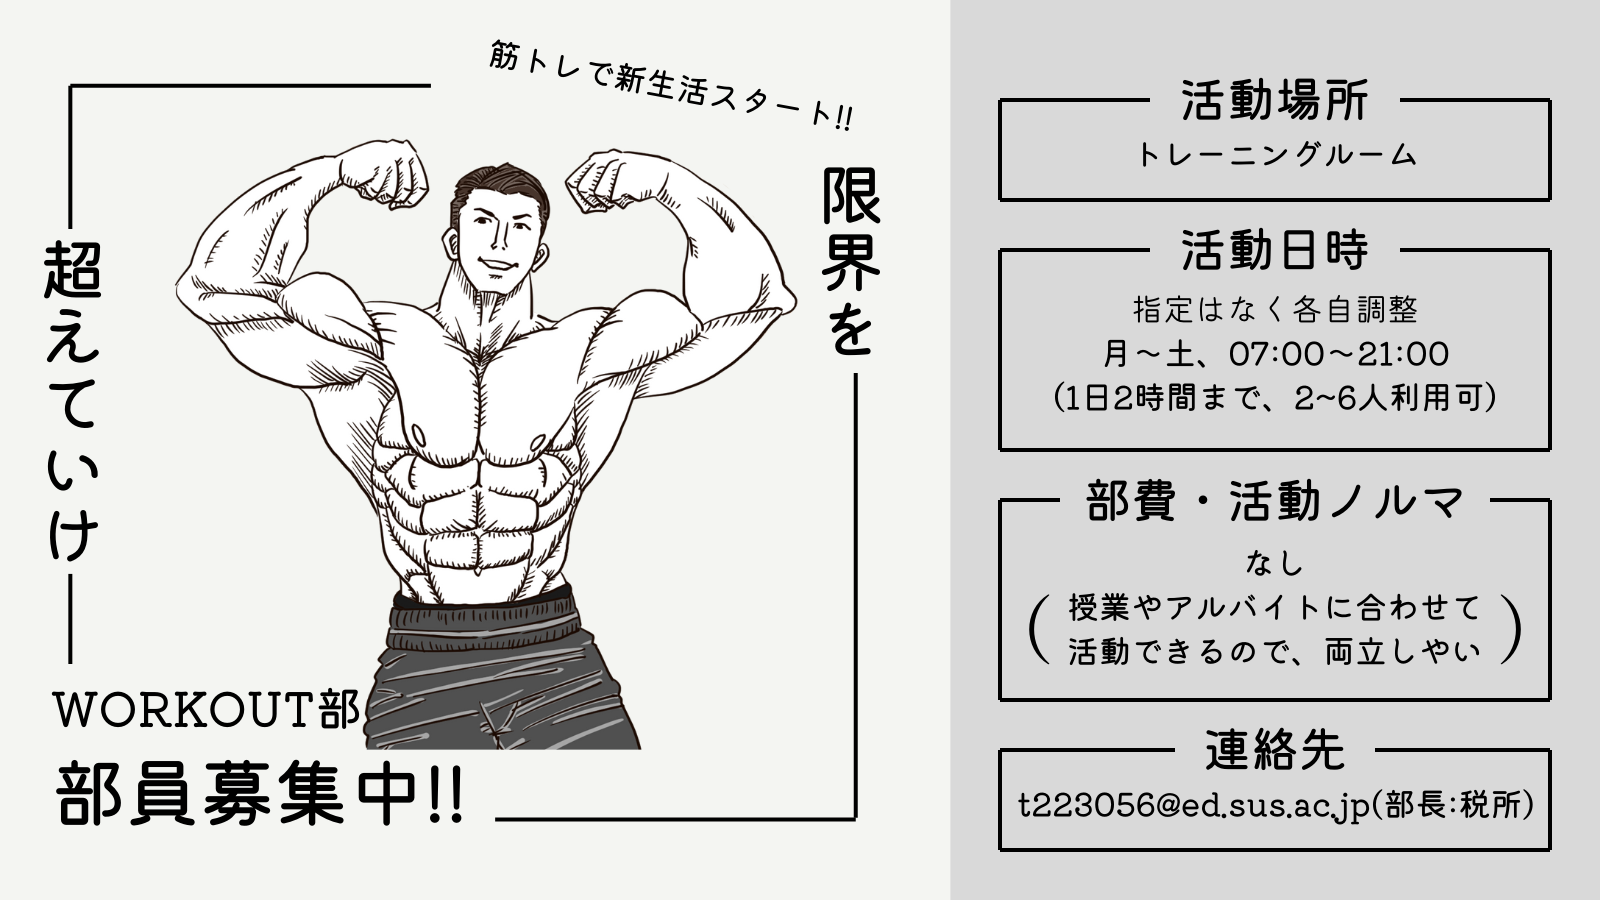 筋トレで新生活スタート!!
限界を
超えていけ
WORKOUT部
部員募集中!!
活動場所
トレーニングルーム
活動日時
指定はなく各自調整
月〜土、07:00〜21:00
(1日2時間まで、2~6人利用可)
部費・活動ノルマ
なし
(授業やアルバイトに合わせて
活動できるので、両立しやい)
連絡先
t223056@ed.sus.ac.jp(部長:税所)